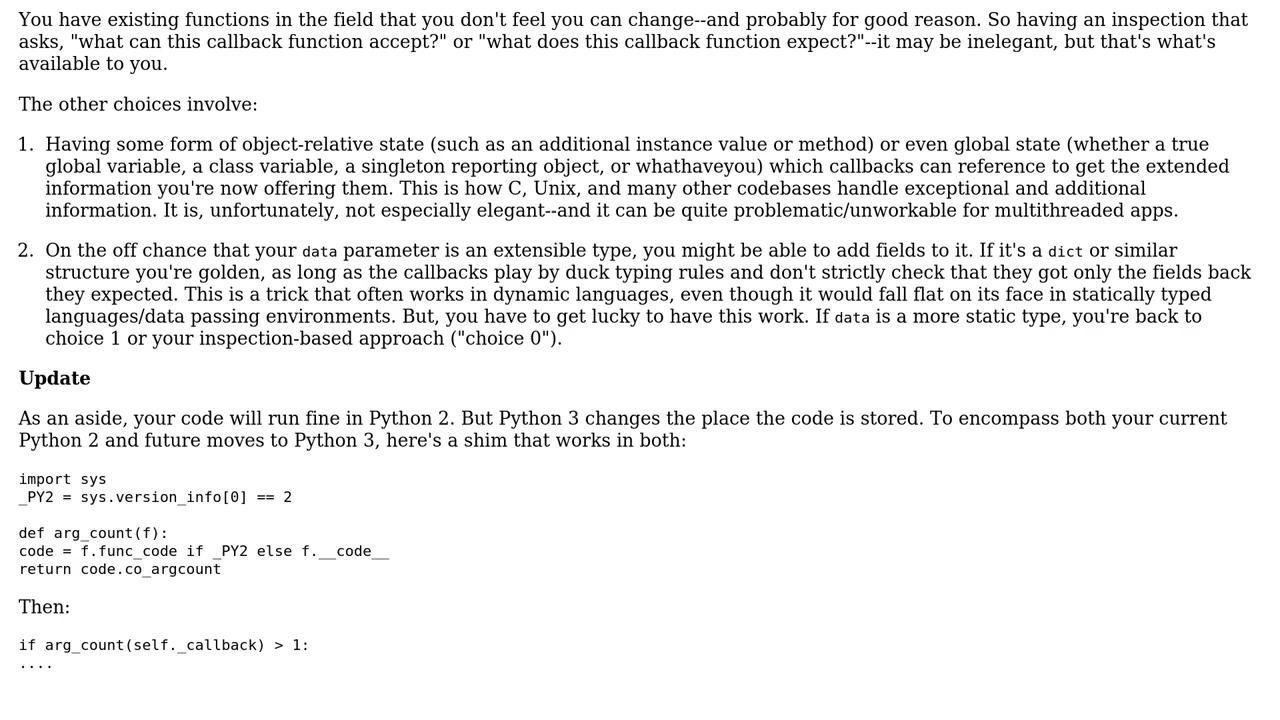 You have existing functions in the field that you don't feel you can change--and probably for good reason. So having an inspection that
asks, "what can this callback function accept?" or "what does this callback function expect?"--it may be inelegant, but that's what's
available to you.
The other choices involve:
1. Having some form of object-relative state (such as an additional instance value or method) or even global state (whether a true
global variable, a class variable, a singleton reporting object, or whathaveyou) which callbacks can reference to get the extended
information you're now offering them. This is how C, Unix, and many other codebases handle exceptional and additional
information. It is, unfortunately, not especially elegant--and it can be quite problematic/unworkable for multithreaded apps.
2. On the off chance that your data parameter is an extensible type, you might be able to add fields to it. If it's a dict or similar
structure you're golden, as long as the callbacks play by duck typing rules and don't strictly check that they got only the fields back
they expected. This is a trick that often works in dynamic languages, even though it would fall flat on its face in statically typed
languages/data passing environments. But, you have to get lucky to have this work. If data is a more static type, you're back to
choice 1 or your inspection-based approach ("choice 0").
Update
As an aside, your code will run fine in Python 2. But Python 3 changes the place the code is stored. To encompass both your current
Python 2 and future moves to Python 3, here's a shim that works in both:
import sys
_PY2 = sys.version_info[0] == 2
def arg_count(f):
code = f.func_code if _PY2 else f.__code__
return code.co_argcount
Then:
if arg_count(self._callback) > 1:
....